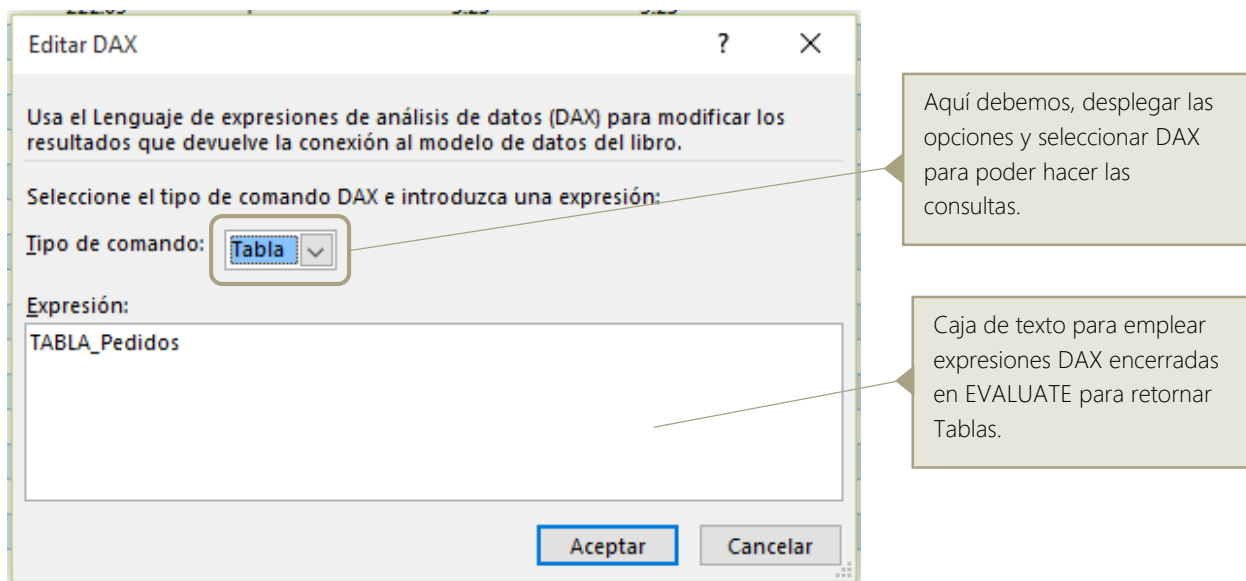 Editar DAX
?
Usa el Lenguaje de expresiones de análisis de datos (DAX) para modificar los
resultados que devuelve la conexión al modelo de datos del libro.
Seleccione el tipo de comando DAX e introduzca una expresión:
Tipo de comando:
Tabla
Expresión:
TABLA_Pedidos
Aceptar
Cancelar
Aquí debemos, desplegar las
opciones y seleccionar DAX
para poder hacer las
consultas.
Caja de texto para emplear
expresiones DAX encerradas
en EVALUATE para retornar
Tablas.